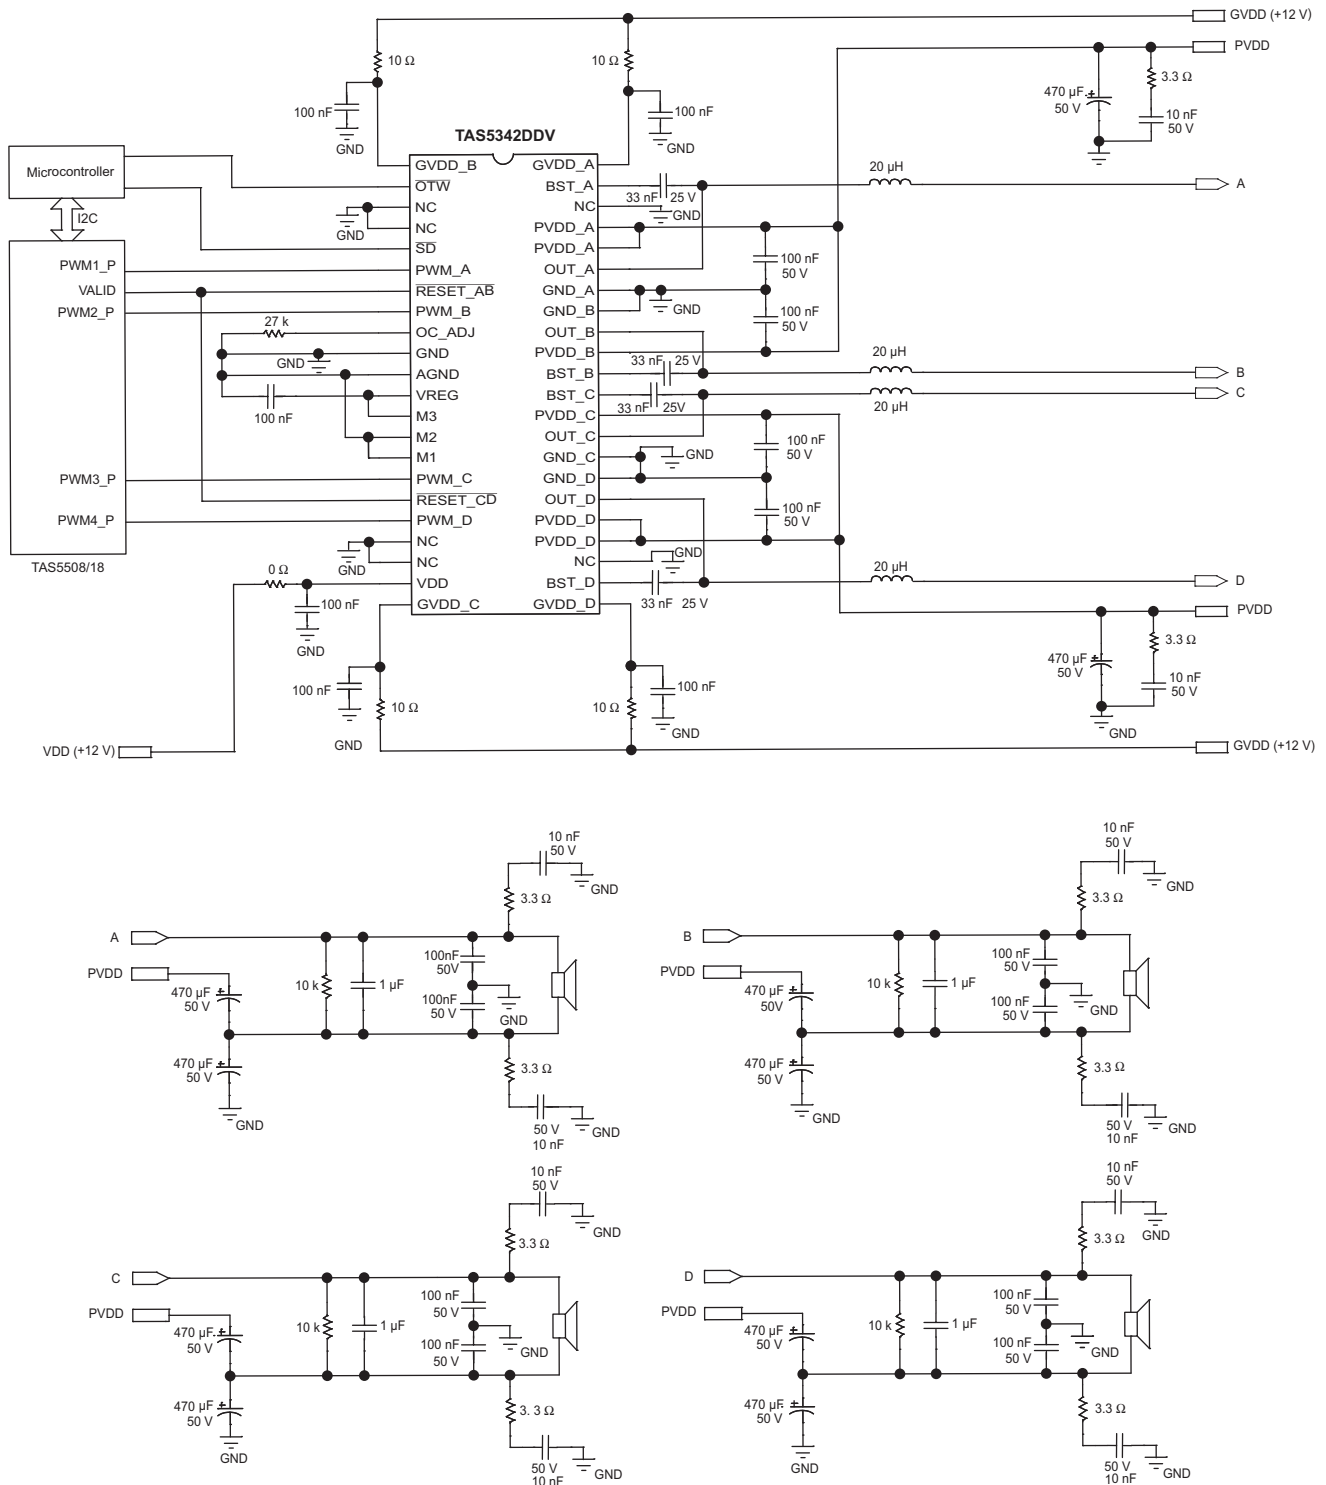 GVDD (+12 V)
PVDD
10 Ω
10 Ω
3.3 Ω
470 µF
50 V
10 nF
50 V
100 nF
GND
100 nF
GND
TAS5342DDV
Microcontroller
I2C
GVDD_B
OTW
NC
NC
SD
PWM_A
RESET_AB
PWM_B
OC_ADJ
GND
AGND
VREG
M3
M2
M1
PWM_C
RESET_CD
PWM_D
NC
NC
VDD
GVDD_C
GVDD_A
BST_A
NC
PVDD_A
PVDD_A
OUT_A
GND_A
GND_B
OUT_B
PVDD_B
BST_B
BST_C
PVDD_C
OUT_C
GND_C
GND_D
OUT_D
PVDD_D
PVDD_D
NC
BST_D
GVDD_D
PWM1_P
VALID
PWM2_P
PWM3_P
PWM4_P
TAS5508/18
GND
27 k
GND
100 nF
GND
0 Ω
100 nF
GND
100 nF
10 Ω
GND
VDD (+12 V)
20 µH
A
33 nF 25 V
GND
100 nF
50 V
GND
100 nF
50 V
20 µH
B
33 nF 25 V
C
33 nF 25V
20 µH
100 nF
50 V
GND
100 nF
50 V
GND
20 µH
D
33 nF 25 V
PVDD
3.3 Ω
470 µF
50 V
10 nF
50 V
GND
10 Ω
100 nF
GND
GVDD (+12 V)
10 nF
50 V
GND
3.3 Ω
A
PVDD
470 µF
50 V
10 k
1 µF
100nF
50V
100nF
50 V
GND
470 µF
50 V
GND
3.3 Ω
50 V
10 nF
GND
10 nF
50 V
GND
3.3 Ω
B
PVDD
470 µF
50V
10 k
1 µF
100 nF
50 V
100 nF
50 V
GND
470 µF
50 V
GND
3.3 Ω
50 V
10 nF
GND
10 nF
50 V
GND
3.3 Ω
C
PVDD
470 µF
50 V
10 k
1 µF
100 nF
50 V
100 nF
50 V
GND
470 µF
50 V
GND
3. 3 Ω
50 V
10 nF
GND
10 nF
50 V
GND
3.3 Ω
D
PVDD
470 µF
50 V
10 k
1 µF
100 nF
50 V
100 nF
50 V
GND
470 µF
50 V
GND
3.3 Ω
50 V
10 nF
GND